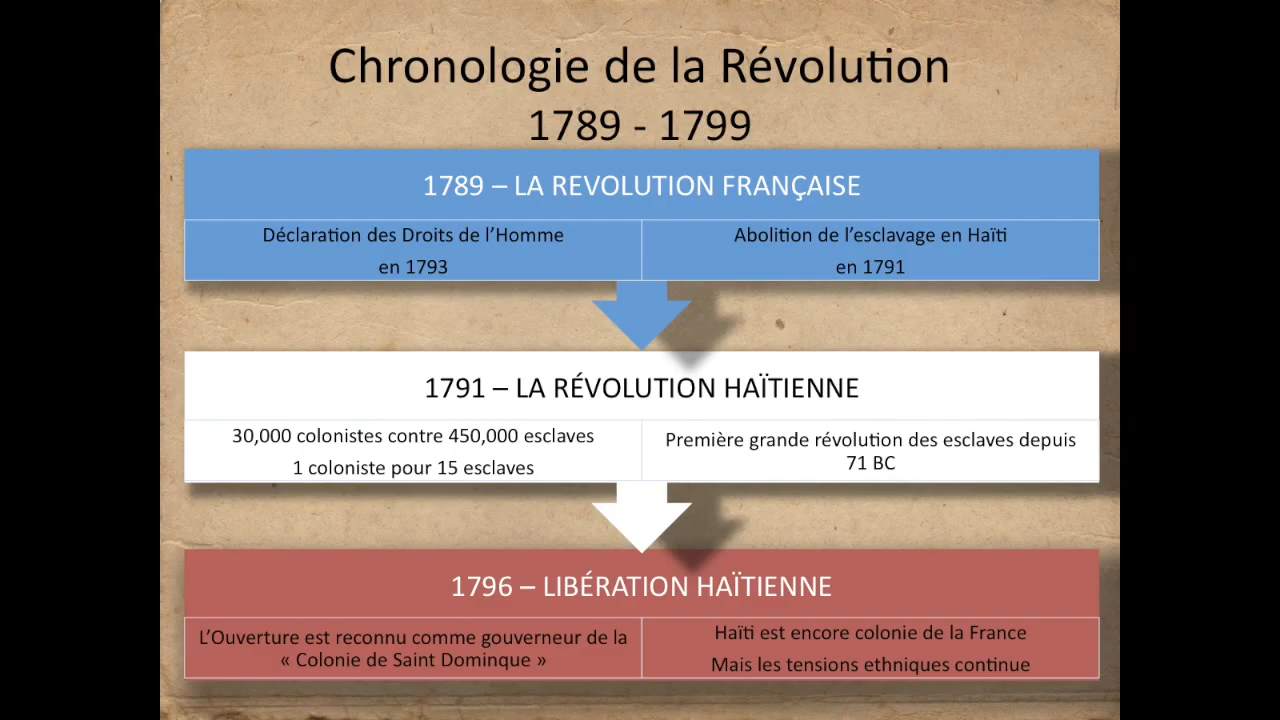 Chronologie de la Révolution
1789 - 1799
1789 – LA REVOLUTION FRANÇAISE
Déclaration des Droits de l’Homme
en 1793
Abolition de l’esclavage en Haïti
en 1791
1791 – LA RÉVOLUTION HAÏTIENNE
30,000 colonistes contre 450,000 esclaves
1 coloniste pour 15 esclaves
Première grande révolution des esclaves depuis
71 BC
1796 – LIBÉRATION HAÏTIENNE
L’Ouverture est reconnu comme gouverneur de la
« Colonie de Saint Dominque »
Haïti est encore colonie de la France
Mais les tensions ethniques continue